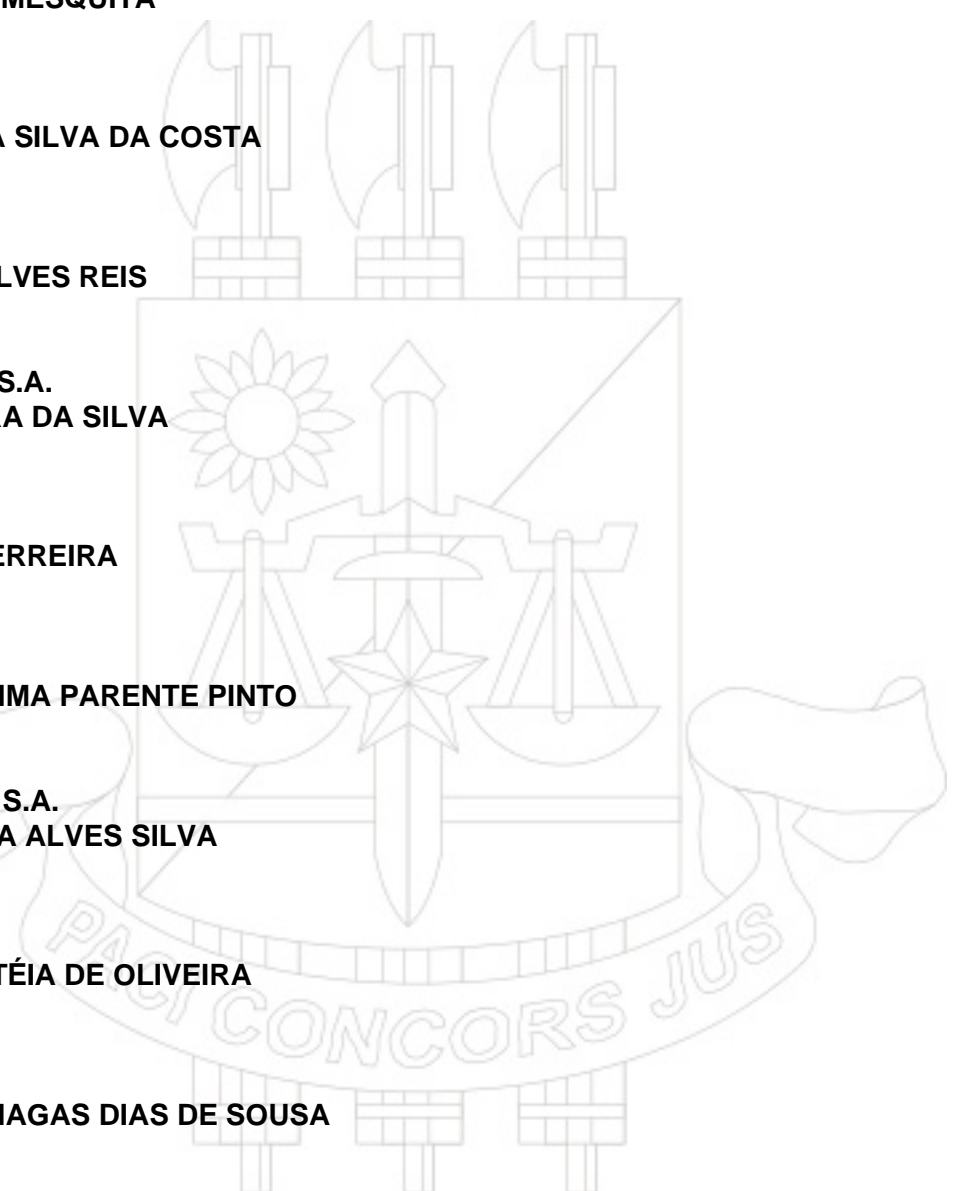 MESQUITA
SILVA DA COSTA
LVES REIS
S.A.
RA DA SILVA
ERREIRA
IMA PARENTE PINTO
S.A.
A ALVES SILVA
TÉIA DE OLIVEIRA
PACI CONCORS JUS
HAGAS DIAS DE SOUSA